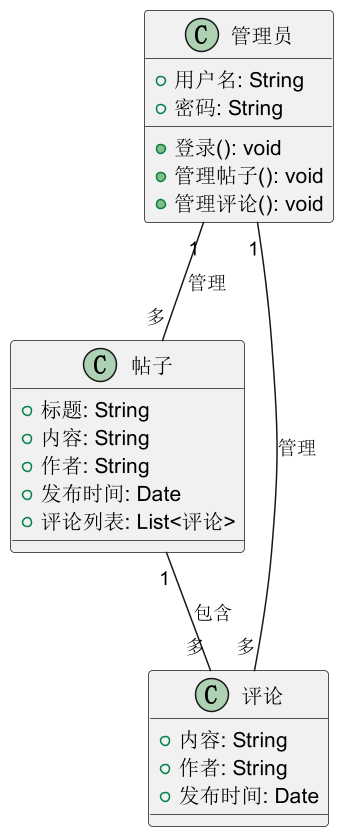 C 管理员
用户名: String
密码: String
登录(): void
管理帖子(): void
管理评论(): void
1
1
管理
多
C 帖子
标题: String
内容: String
作者: String
发布时间: Date
评论列表: List<评论>
管理
1
包含
多
多
C 评论
内容: String
作者: String
发布时间: Date